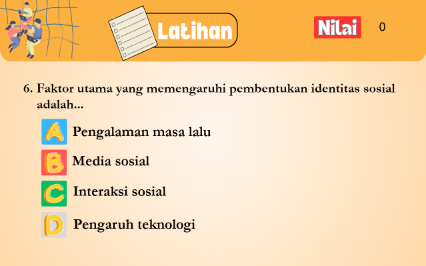 Latihan
Nilai 0
6. Faktor utama yang memengaruhi pembentukan identitas sosial
adalah...
A Pengalaman masa lalu
B Media sosial
C Interaksi sosial
D Pengaruh teknologi